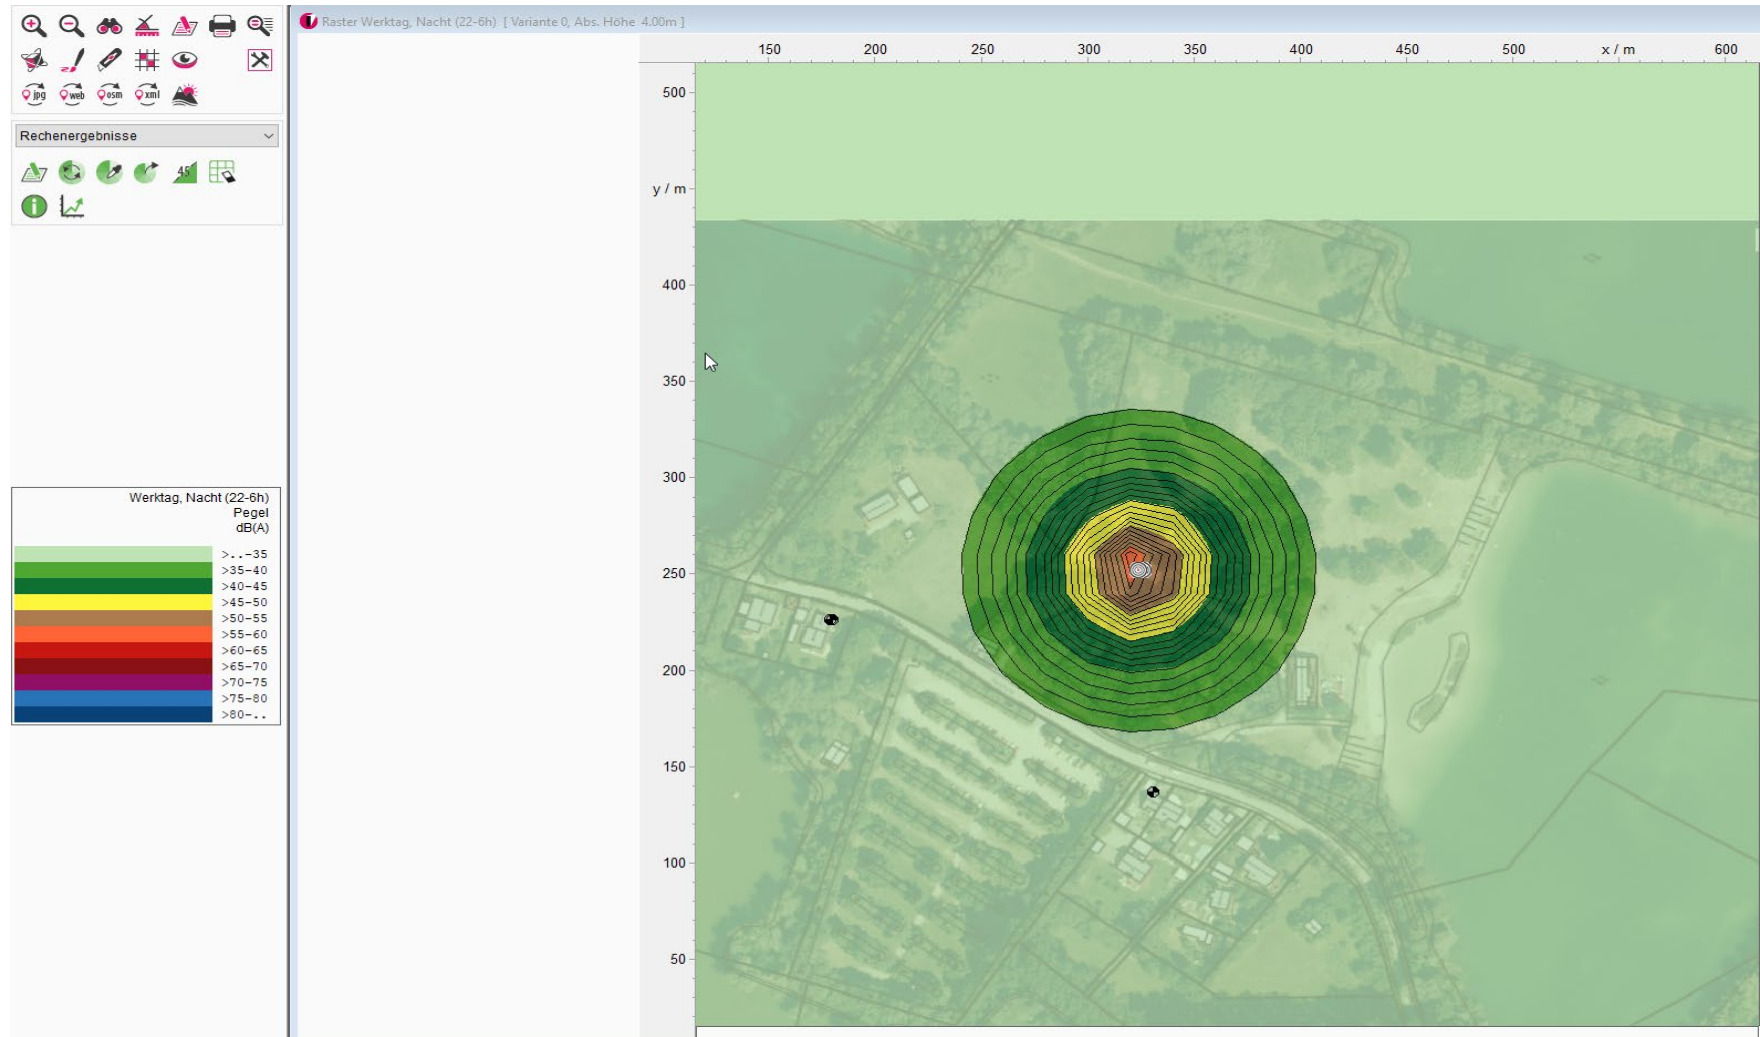 Raster Werktag, Nacht (22-6h) [ Variante 0, Abs. Höhe 4.00m ]
jpg web osm xml
Rechenergebnisse
45
Werktag, Nacht (22-6h)
Pegel
dB(A)
>..-35
>35-40
>40-45
>45-50
>50-55
>55-60
>60-65
>65-70
>70-75
>75-80
>80-..
150 200 250 300 350 400 450 500 x / m 600
500
y / m
400
350
300
250
200
150
100
50